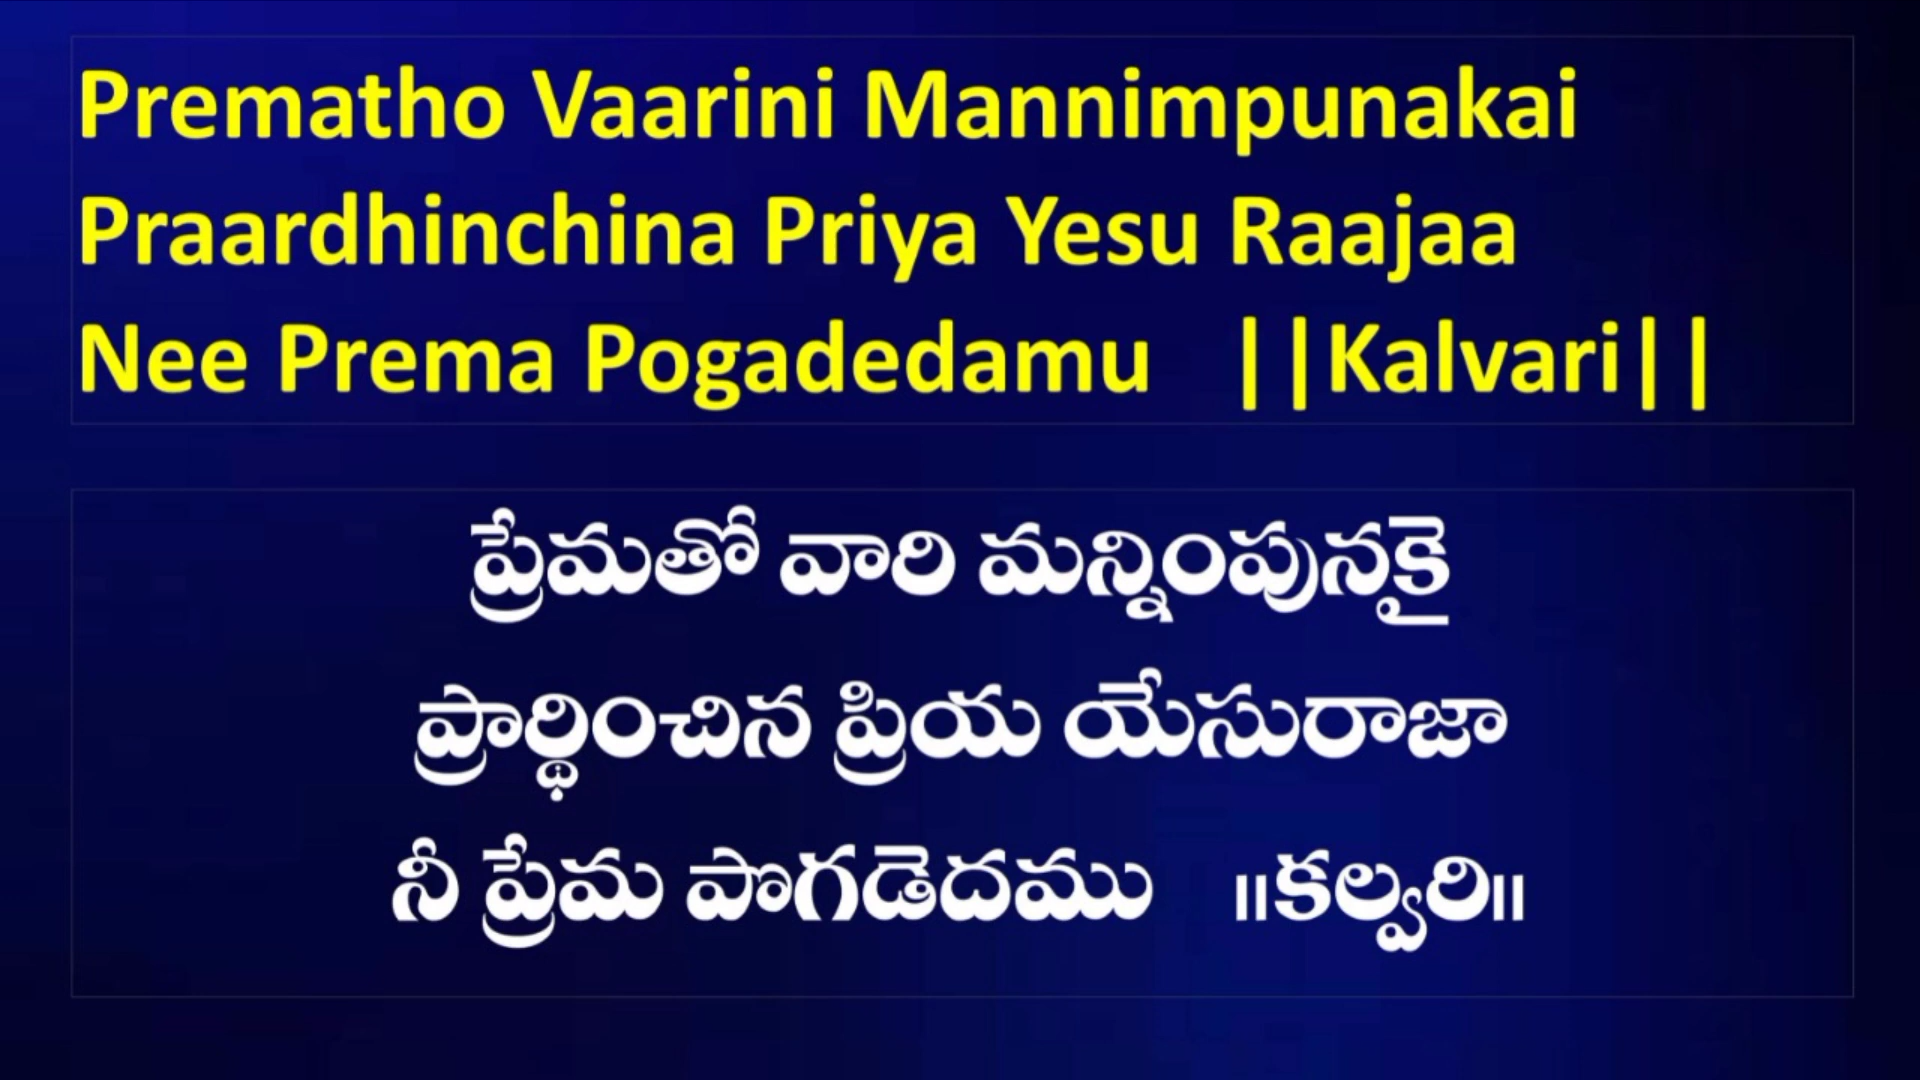 Prematho Vaarini Mannimpunakai
Praardhinchina Priya Yesu Raajaa
Nee Prema Pogadedamu ||Kalvari||
ప్రేమతో వారి మన్నింపునకై
ప్రార్థించిన ప్రియ యేసురాజా
నీ ప్రేమ పొగడెదము ॥కల్వరి॥